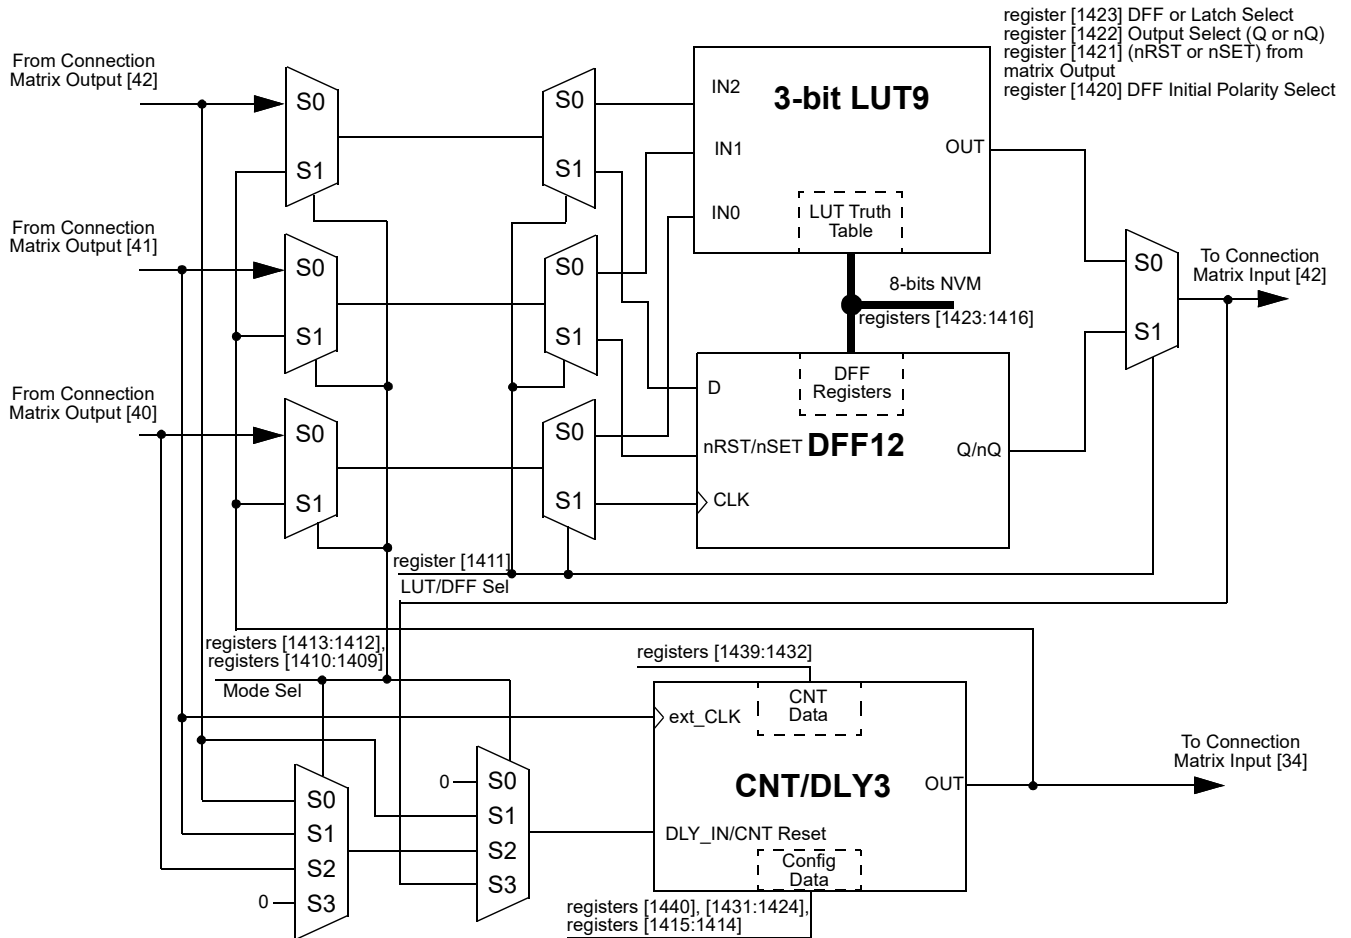 register [1423] DFF or Latch Select
register [1422] Output Select (Q or nQ)
register [1421] (nRST or nSET) from
matrix Output
register [1420] DFF Initial Polarity Select
From Connection
Matrix Output [42]
S0
S1
S0
S1
IN2
3-bit LUT9
IN1
OUT
IN0
LUT Truth
Table
From Connection
Matrix Output [41]
S0
S1
S0
S1
8-bits NVM
registers [1423:1416]
S0
S1
To Connection
Matrix Input [42]
From Connection
Matrix Output [40]
S0
S1
S0
S1
D
DFF
Registers
nRST/nSET
DFF12
Q/nQ
CLK
register [1411]
LUT/DFF Sel
registers [1413:1412],
registers [1410:1409]
Mode Sel
registers [1439:1432]
ext_CLK
CNT
Data
CNT/DLY3
OUT
To Connection
Matrix Input [34]
DLY_IN/CNT Reset
Config
Data
0
S0
S1
S2
S3
S0
S1
S2
0
S3
registers [1440], [1431:1424],
registers [1415:1414]